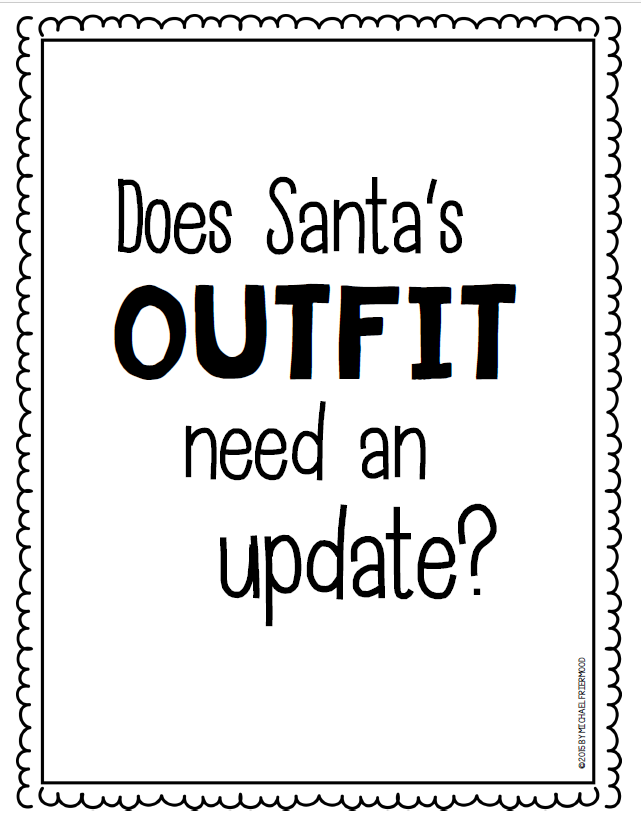 Does Santa's
OUTFIT
need an
update?
©2015 BY MICHAEL FRIERMOOD